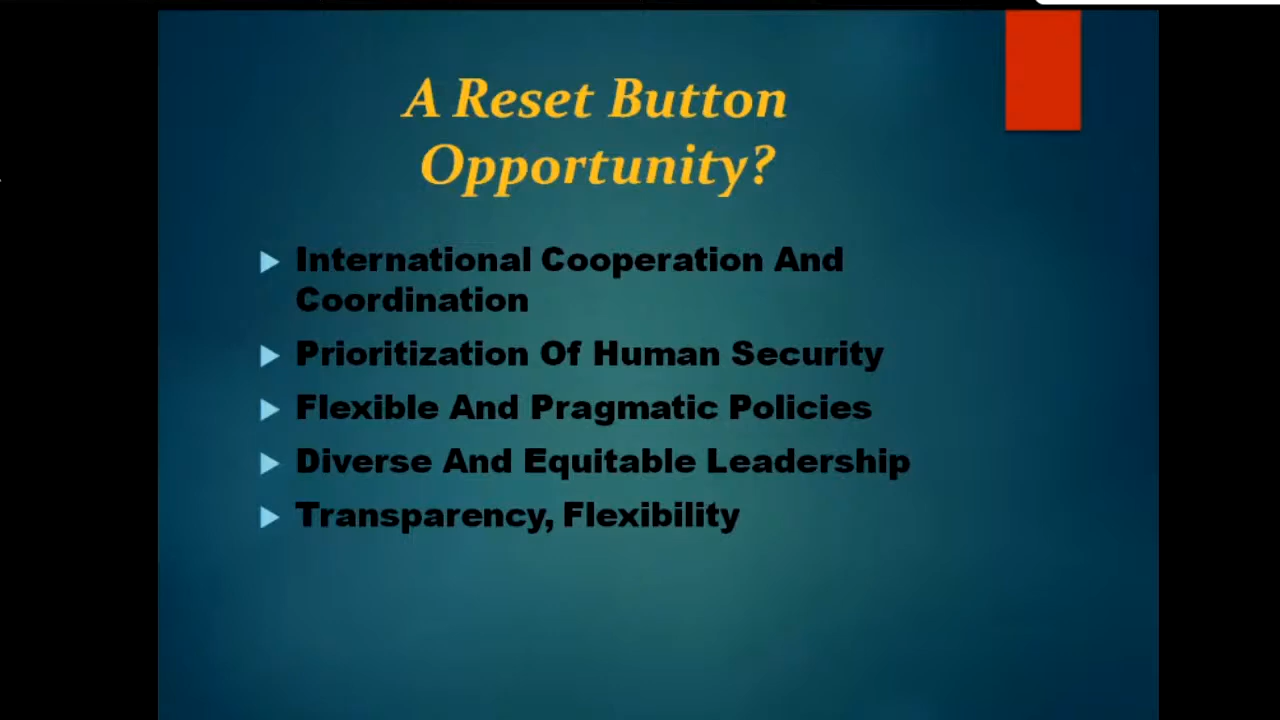 A Reset Button
Opportunity?
International Cooperation And
Coordination
Prioritization Of Human Security
Flexible And Pragmatic Policies
Diverse And Equitable Leadership
Transparency, Flexibility